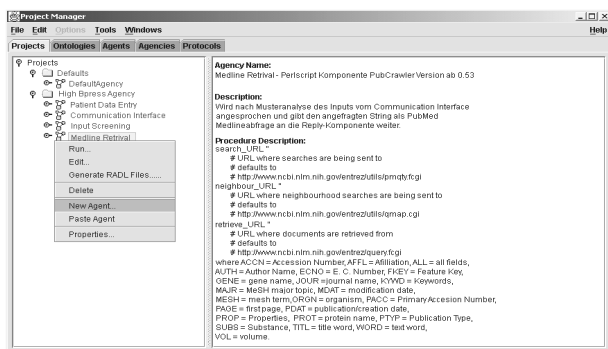 Project Manager
File Edit Options Tools Windows Help
Projects Ontologies Agents Agencies Protocols
Projects
Defaults
DefaultAgency
High Bpress Agency
Patient Data Entry
Communication Interface
Input Screening
Medline Retrival
Run...
Edit...
Generate RADL Files......
Delete
New Agent...
Paste Agent
Properties...
Agency Name:
Medline Retrival - Perlscript Komponente PubCrawler Version ab 0.53
Description:
Wird nach Musteranalyse des Inputs vom Communication Interface
angesprochen und gibt den angefragten String als PubMed
Medlineabfrage an die Reply-Komponente weiter.
Procedure Description:
search_URL "
# URL where searches are being sent to
# defaults to
# http://www.ncbi.nlm.nih.gov/entrez/utils/pmqty.fcgi
neighbour_URL "
# URL where neighbourhood searches are being sent to
# defaults to
# http://www.ncbi.nlm.nih.gov/entrez/utils/qmap.cgi
retrieve_URL "
# URL where documents are retrieved from
# defaults to
# http://www.ncbi.nlm.nih.gov/entrez/query.fcgi
where ACCN = Accession Number, AFFL = Afilliation, ALL = all fields,
AUTH = Author Name, ECNO = E. C. Number, FKEY = Feature Key,
GENE = gene name, JOUR =journal name, KYWD = Keywords,
MAJR = MeSH major topic, MDAT = modification date,
MESH = mesh term,ORGN = organism, PACC = Primary Accesion Number,
PAGE = first page, PDAT = publication/creation date,
PROP = Properties, PROT = protein name, PTYP = Publication Type,
SUBS = Substance, TITL = title word, WORD = text word,
VOL = volume.